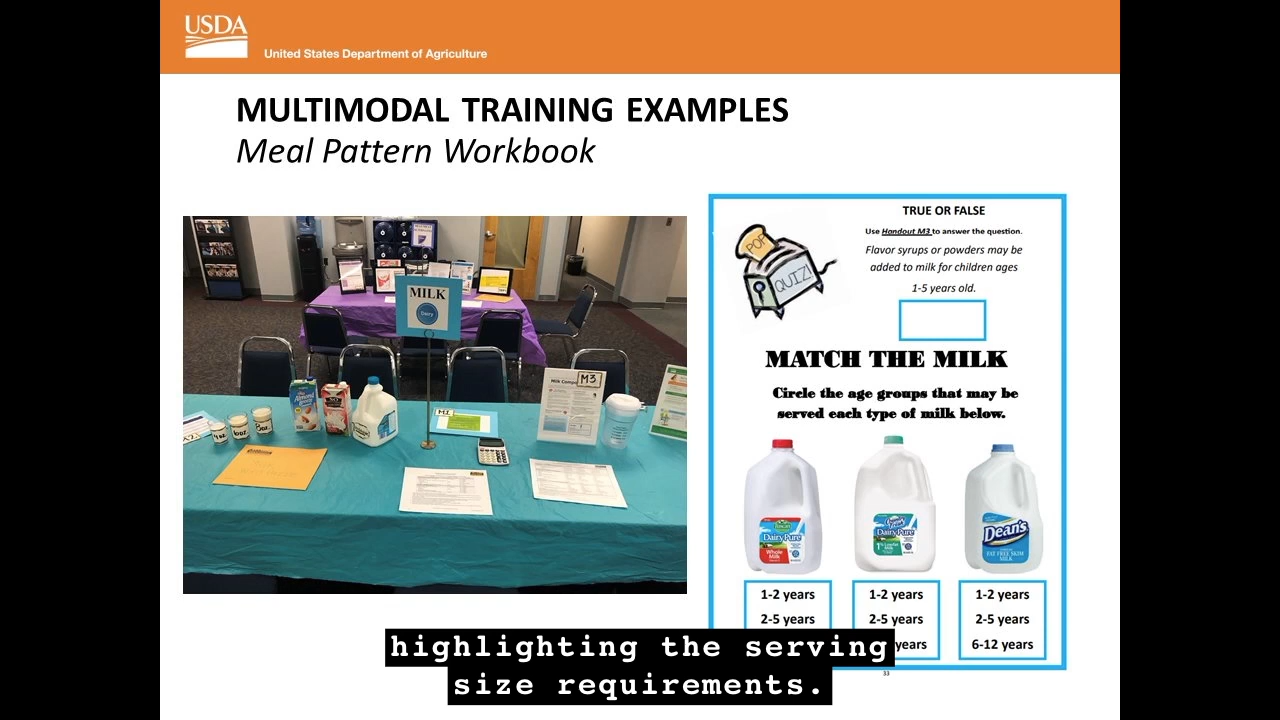 USDA
United States Department of Agriculture
MULTIMODAL TRAINING EXAMPLES
Meal Pattern Workbook
MILK
Dairy
M3
TRUE OR FALSE
Use Handout M3 to answer the question.
Flavor syrups or powders may be
added to milk for children ages
1-5 years old.
POP
QUIZ!
MATCH THE MILK
Circle the age groups that may be
served each type of milk below.
DairyPure
Whole
Milk
DairyPure
1% Lowfat
Milk
Dean's
FAT FREE SKIM
MILK
1-2 years
2-5 years
1-2 years
2-5 years
years
1-2 years
2-5 years
6-12 years
33
highlighting the serving
size requirements.